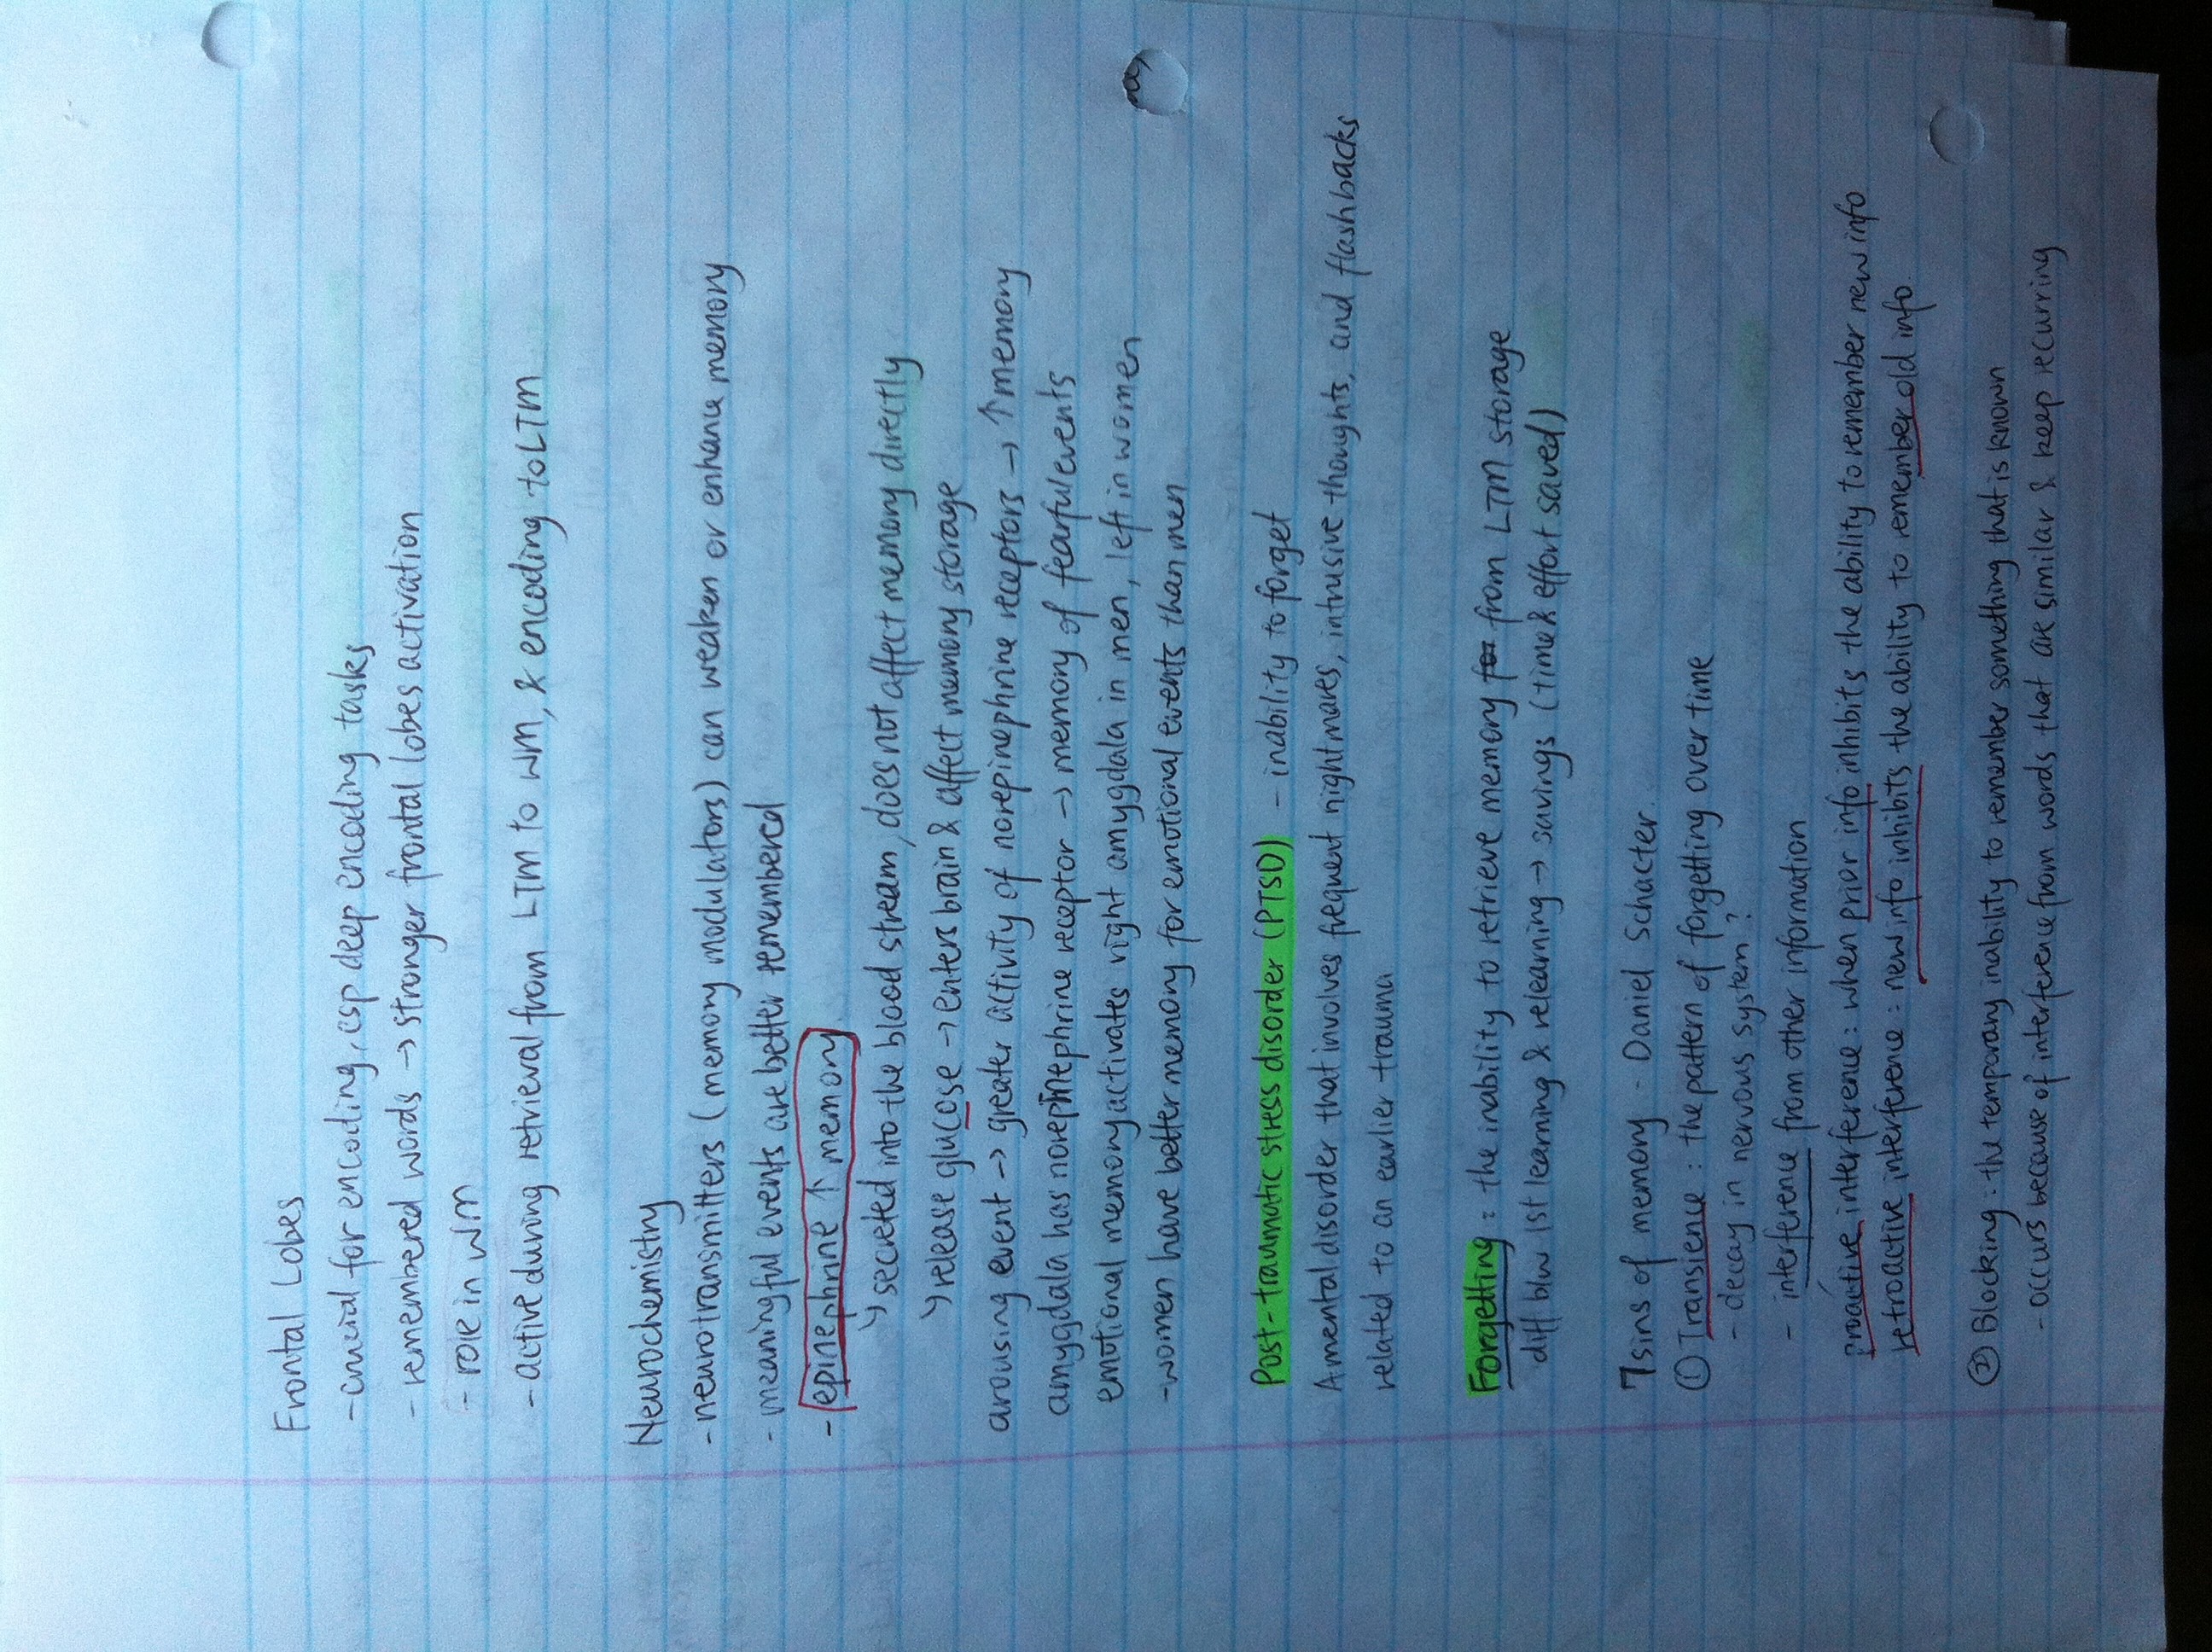 Frontal Lobes
- crucial for encoding, esp deep encoding tasks
- remembered words → stronger frontal lobes activation
- role in WM
- active during retrieval from LTM to WM, & encoding to LTM
Neurochemistry
- neurotransmitters (memory modulators) can weaken or enhance memory
- meaningful events are better remembered
- epinephrine ↑ memory
↳ secreted into the blood stream, does not affect memory directly
↳ release glucose → enters brain & affect memory storage
arousing event → greater activity of norepinephrine receptors → ↑ memory
amygdala has norephinephrine receptor → memory of fearful events
emotional memory activates right amygdala in men, left in women
- women have better memory for emotional events than men
Post-traumatic stress disorder (PTSD) - inability to forget
A mental disorder that involves frequent nightmares, intrusive thoughts, and flashbacks
related to an earlier trauma
Forgetting: the inability to retrieve memory from LTM storage
diff b/w 1st learning & relearning → savings (time & effort saved)
7 sins of memory - Daniel Schacter
① Transience: the pattern of forgetting over time
- decay in nervous system?
- interference from other information
proactive interference: when prior info inhibits the ability to remember new info
retroactive interference: new info inhibits the ability to remember old info
② Blocking: the temporary inability to remember something that is known
- occurs because of interference from words that are similar & keep recurring